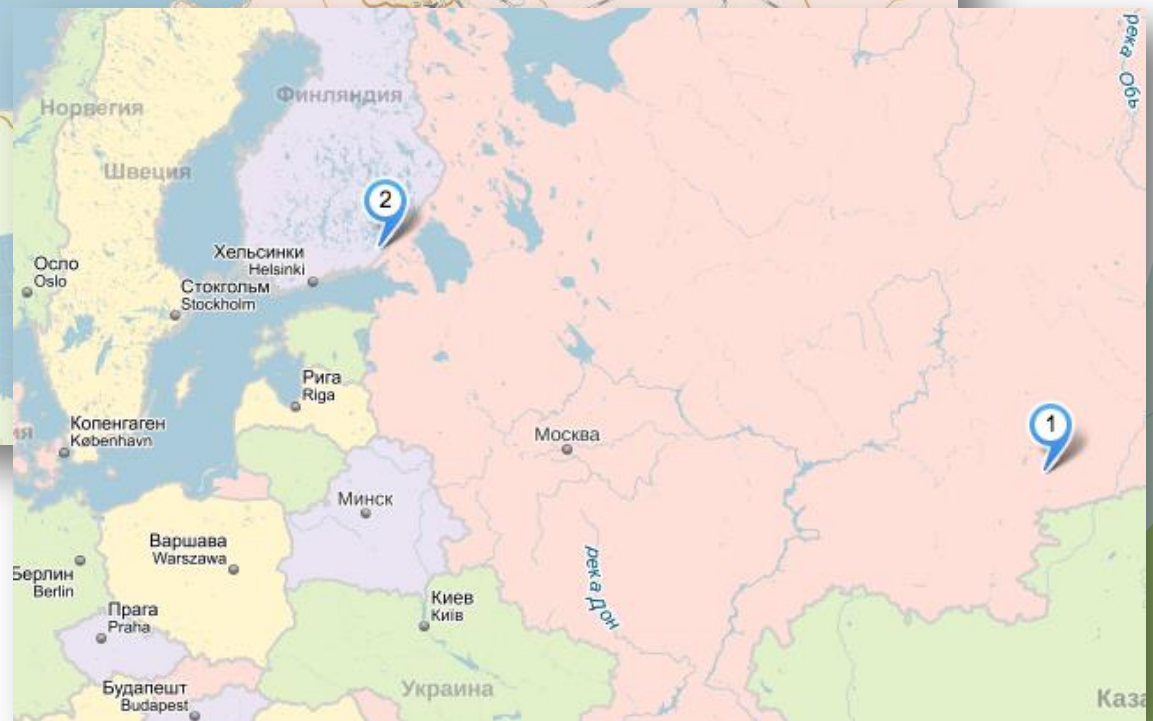 река Обь
Норвегия
Финляндия
Швеция
2
Хельсинки
Helsinki
Осло
Oslo
Стокгольм
Stockholm
Рига
Riga
Копенгаген
København
ия
Москва
1
Минск
Варшава
Warszawa
река Дон
Берлин
Berlin
Прага
Praha
Киев
Київ
Будапешт
Budapest
Украина
Каза